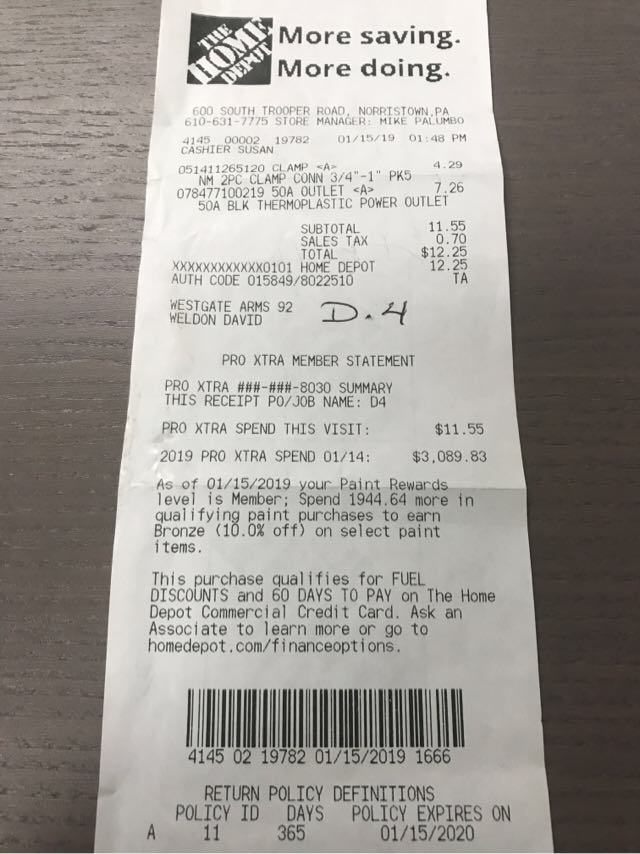 THE HOME DEPOT
More saving.
More doing.
600 SOUTH TROOPER ROAD, NORRISTOWN,PA
610-631-7775 STORE MANAGER: MIKE PALUMBO
4145 00002 19782 01/15/19 01:48 PM
CASHIER SUSAN
051411265120 CLAMP <A> 4.29
NM 2PC CLAMP CONN 3/4"-1" PK5
078477100219 50A OUTLET <A> 7.26
50A BLK THERMOPLASTIC POWER OUTLET
SUBTOTAL 11.55
SALES TAX 0.70
TOTAL $12.25
XXXXXXXXXXXX0101 HOME DEPOT 12.25
AUTH CODE 015849/8022510 TA
WESTGATE ARMS 92
WELDON DAVID
D.4
PRO XTRA MEMBER STATEMENT
PRO XTRA ###-###-8030 SUMMARY
THIS RECEIPT PO/JOB NAME: D4
PRO XTRA SPEND THIS VISIT: $11.55
2019 PRO XTRA SPEND 01/14: $3,089.83
As of 01/15/2019 your Paint Rewards
level is Member; Spend 1944.64 more in
qualifying paint purchases to earn
Bronze (10.0% off) on select paint
items.
This purchase qualifies for FUEL
DISCOUNTS and 60 DAYS TO PAY on The Home
Depot Commercial Credit Card. Ask an
Associate to learn more or go to
homedepot.com/financeoptions.
4145 02 19782 01/15/2019 1666
RETURN POLICY DEFINITIONS
POLICY ID DAYS POLICY EXPIRES ON
A 11 365 01/15/2020